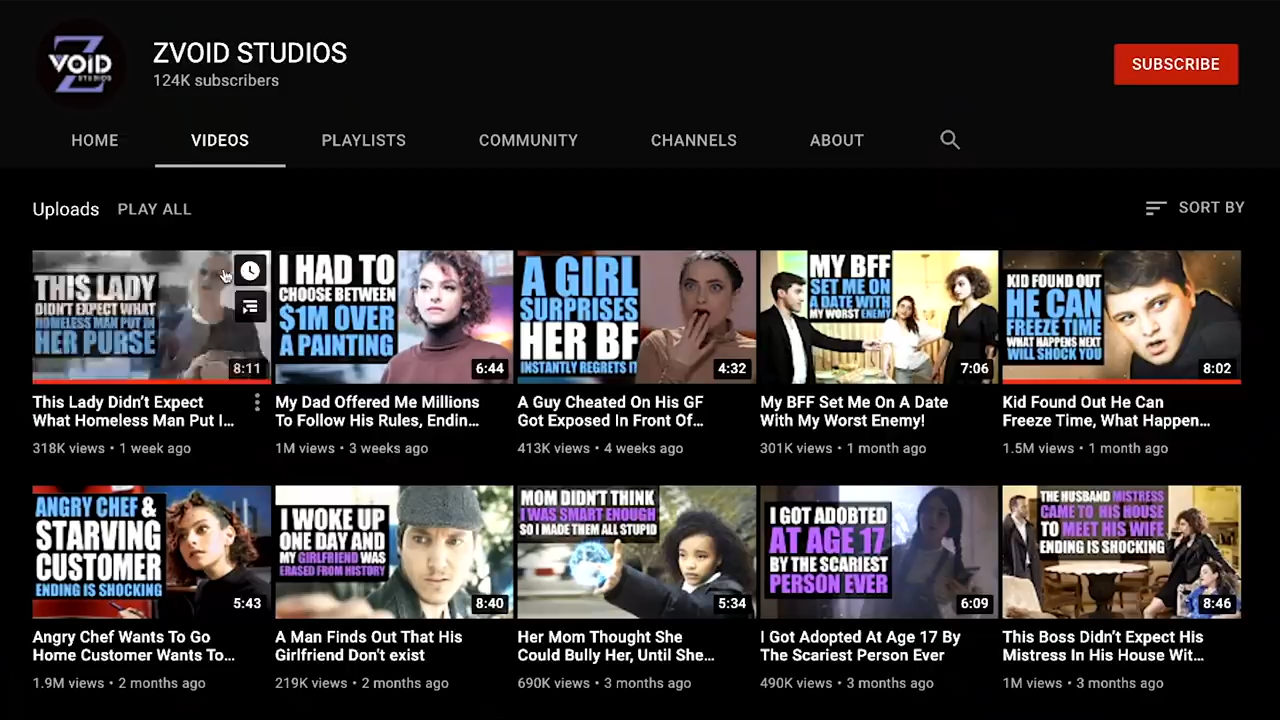 VOID
STUDIOS
ZVOID STUDIOS
124K subscribers
SUBSCRIBE
HOME
VIDEOS
PLAYLISTS
COMMUNITY
CHANNELS
ABOUT
Uploads
PLAY ALL
SORT BY
THIS LADY
DIDN'T EXPECT WHAT
HOMELESS MAN PUT IN
HER PURSE
8:11
I HAD TO
CHOOSE BETWEEN
$1M OVER
A PAINTING
6:44
A GIRL
SURPRISES
HER BF
INSTANTLY REGRETS IT
4:32
MY BFF
SET ME ON
A DATE WITH
MY WORST ENEMY
7:06
KID FOUND OUT
HE CAN
FREEZE TIME
WHAT HAPPENS NEXT
WILL SHOCK YOU
8:02
This Lady Didn't Expect
What Homeless Man Put I...
318K views • 1 week ago
My Dad Offered Me Millions
To Follow His Rules, Endin...
1M views • 3 weeks ago
A Guy Cheated On His GF
Got Exposed In Front Of...
413K views • 4 weeks ago
My BFF Set Me On A Date
With My Worst Enemy!
301K views • 1 month ago
Kid Found Out He Can
Freeze Time, What Happen...
1.5M views • 1 month ago
ANGRY CHEF &
STARVING
CUSTOMER
ENDING IS SHOCKING
5:43
I WOKE UP
ONE DAY AND
MY GIRLFRIEND WAS
ERASED FROM HISTORY
8:40
MOM DIDN'T THINK
I WAS SMART ENOUGH
SO I MADE THEM ALL STUPID
5:34
I GOT ADOBTED
AT AGE 17
BY THE SCARIEST
PERSON EVER
6:09
THE HUSBAND MISTRESS
CAME TO HIS HOUSE
TO MEET HIS WIFE
ENDING IS SHOCKING
8:46
Angry Chef Wants To Go
Home Customer Wants To...
1.9M views • 2 months ago
A Man Finds Out That His
Girlfriend Don't exist
219K views • 2 months ago
Her Mom Thought She
Could Bully Her, Until She...
690K views • 3 months ago
I Got Adopted At Age 17 By
The Scariest Person Ever
490K views • 3 months ago
This Boss Didn't Expect His
Mistress In His House Wit...
1M views • 3 months ago